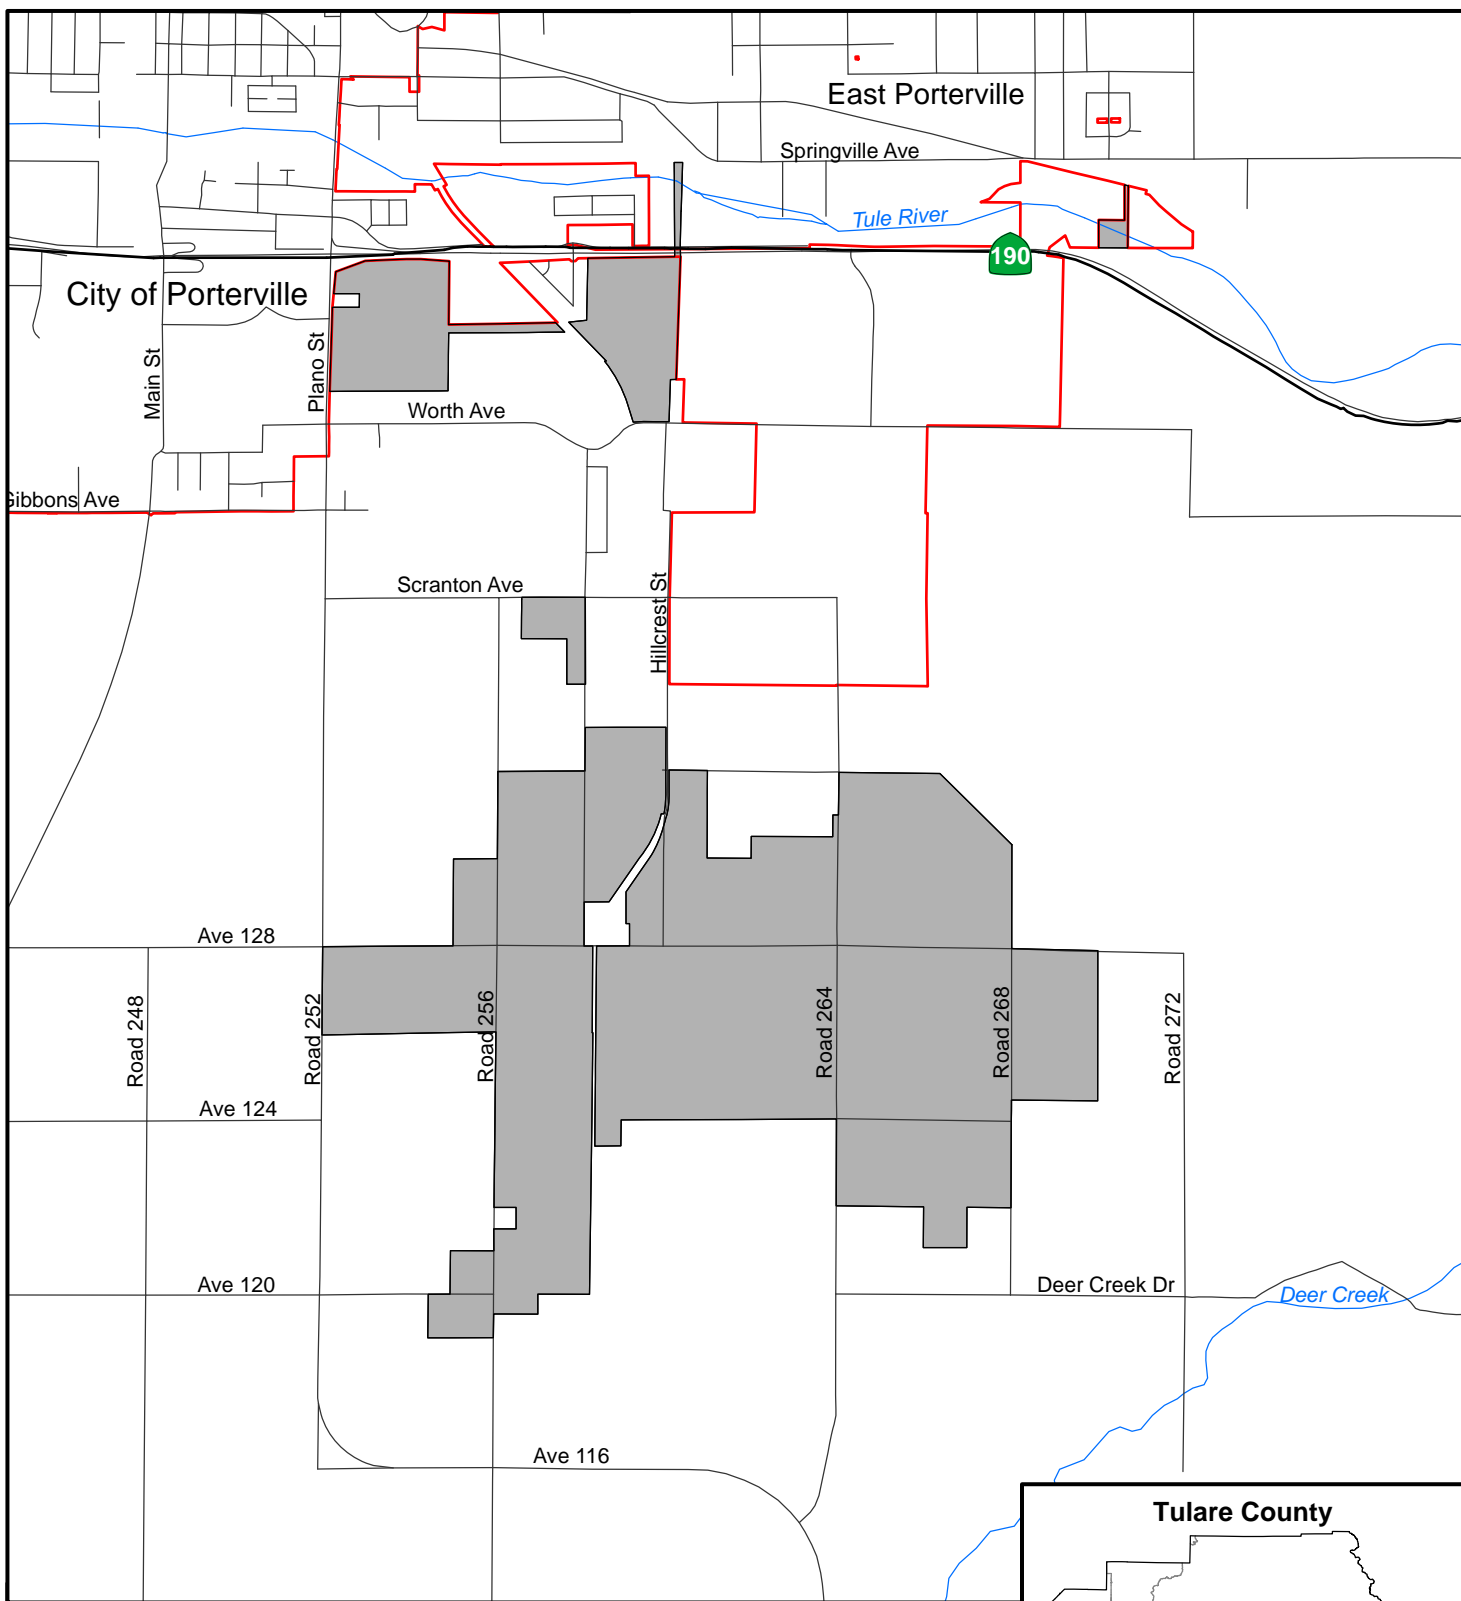 East Porterville
Springville Ave
Tule River
190
City of Porterville
Main St
Plano St
Worth Ave
Gibbons Ave
Scranton Ave
Hillcrest St
Ave 128
Road 248
Road 252
Road 256
Road 264
Road 268
Road 272
Ave 124
Ave 120
Deer Creek Dr
Deer Creek
Ave 116
Tulare County